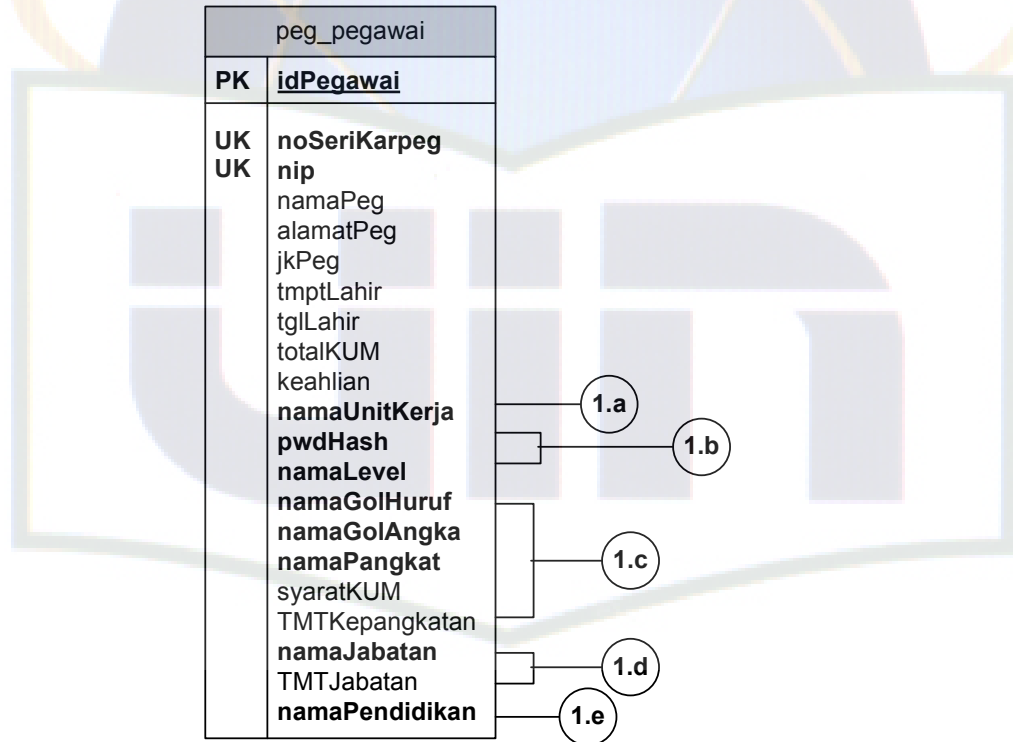 peg_pegawai
PK idPegawai
UK noSeriKarpeg
UK nip
namaPeg
alamatPeg
jkPeg
tmptLahir
tglLahir
totalKUM
keahlian
namaUnitKerja 1.a
pwdHash 1.b
namaLevel
namaGolHuruf
namaGolAngka
namaPangkat 1.c
syaratKUM
TMTKepangkatan
namaJabatan 1.d
TMTJabatan
namaPendidikan 1.e
uin